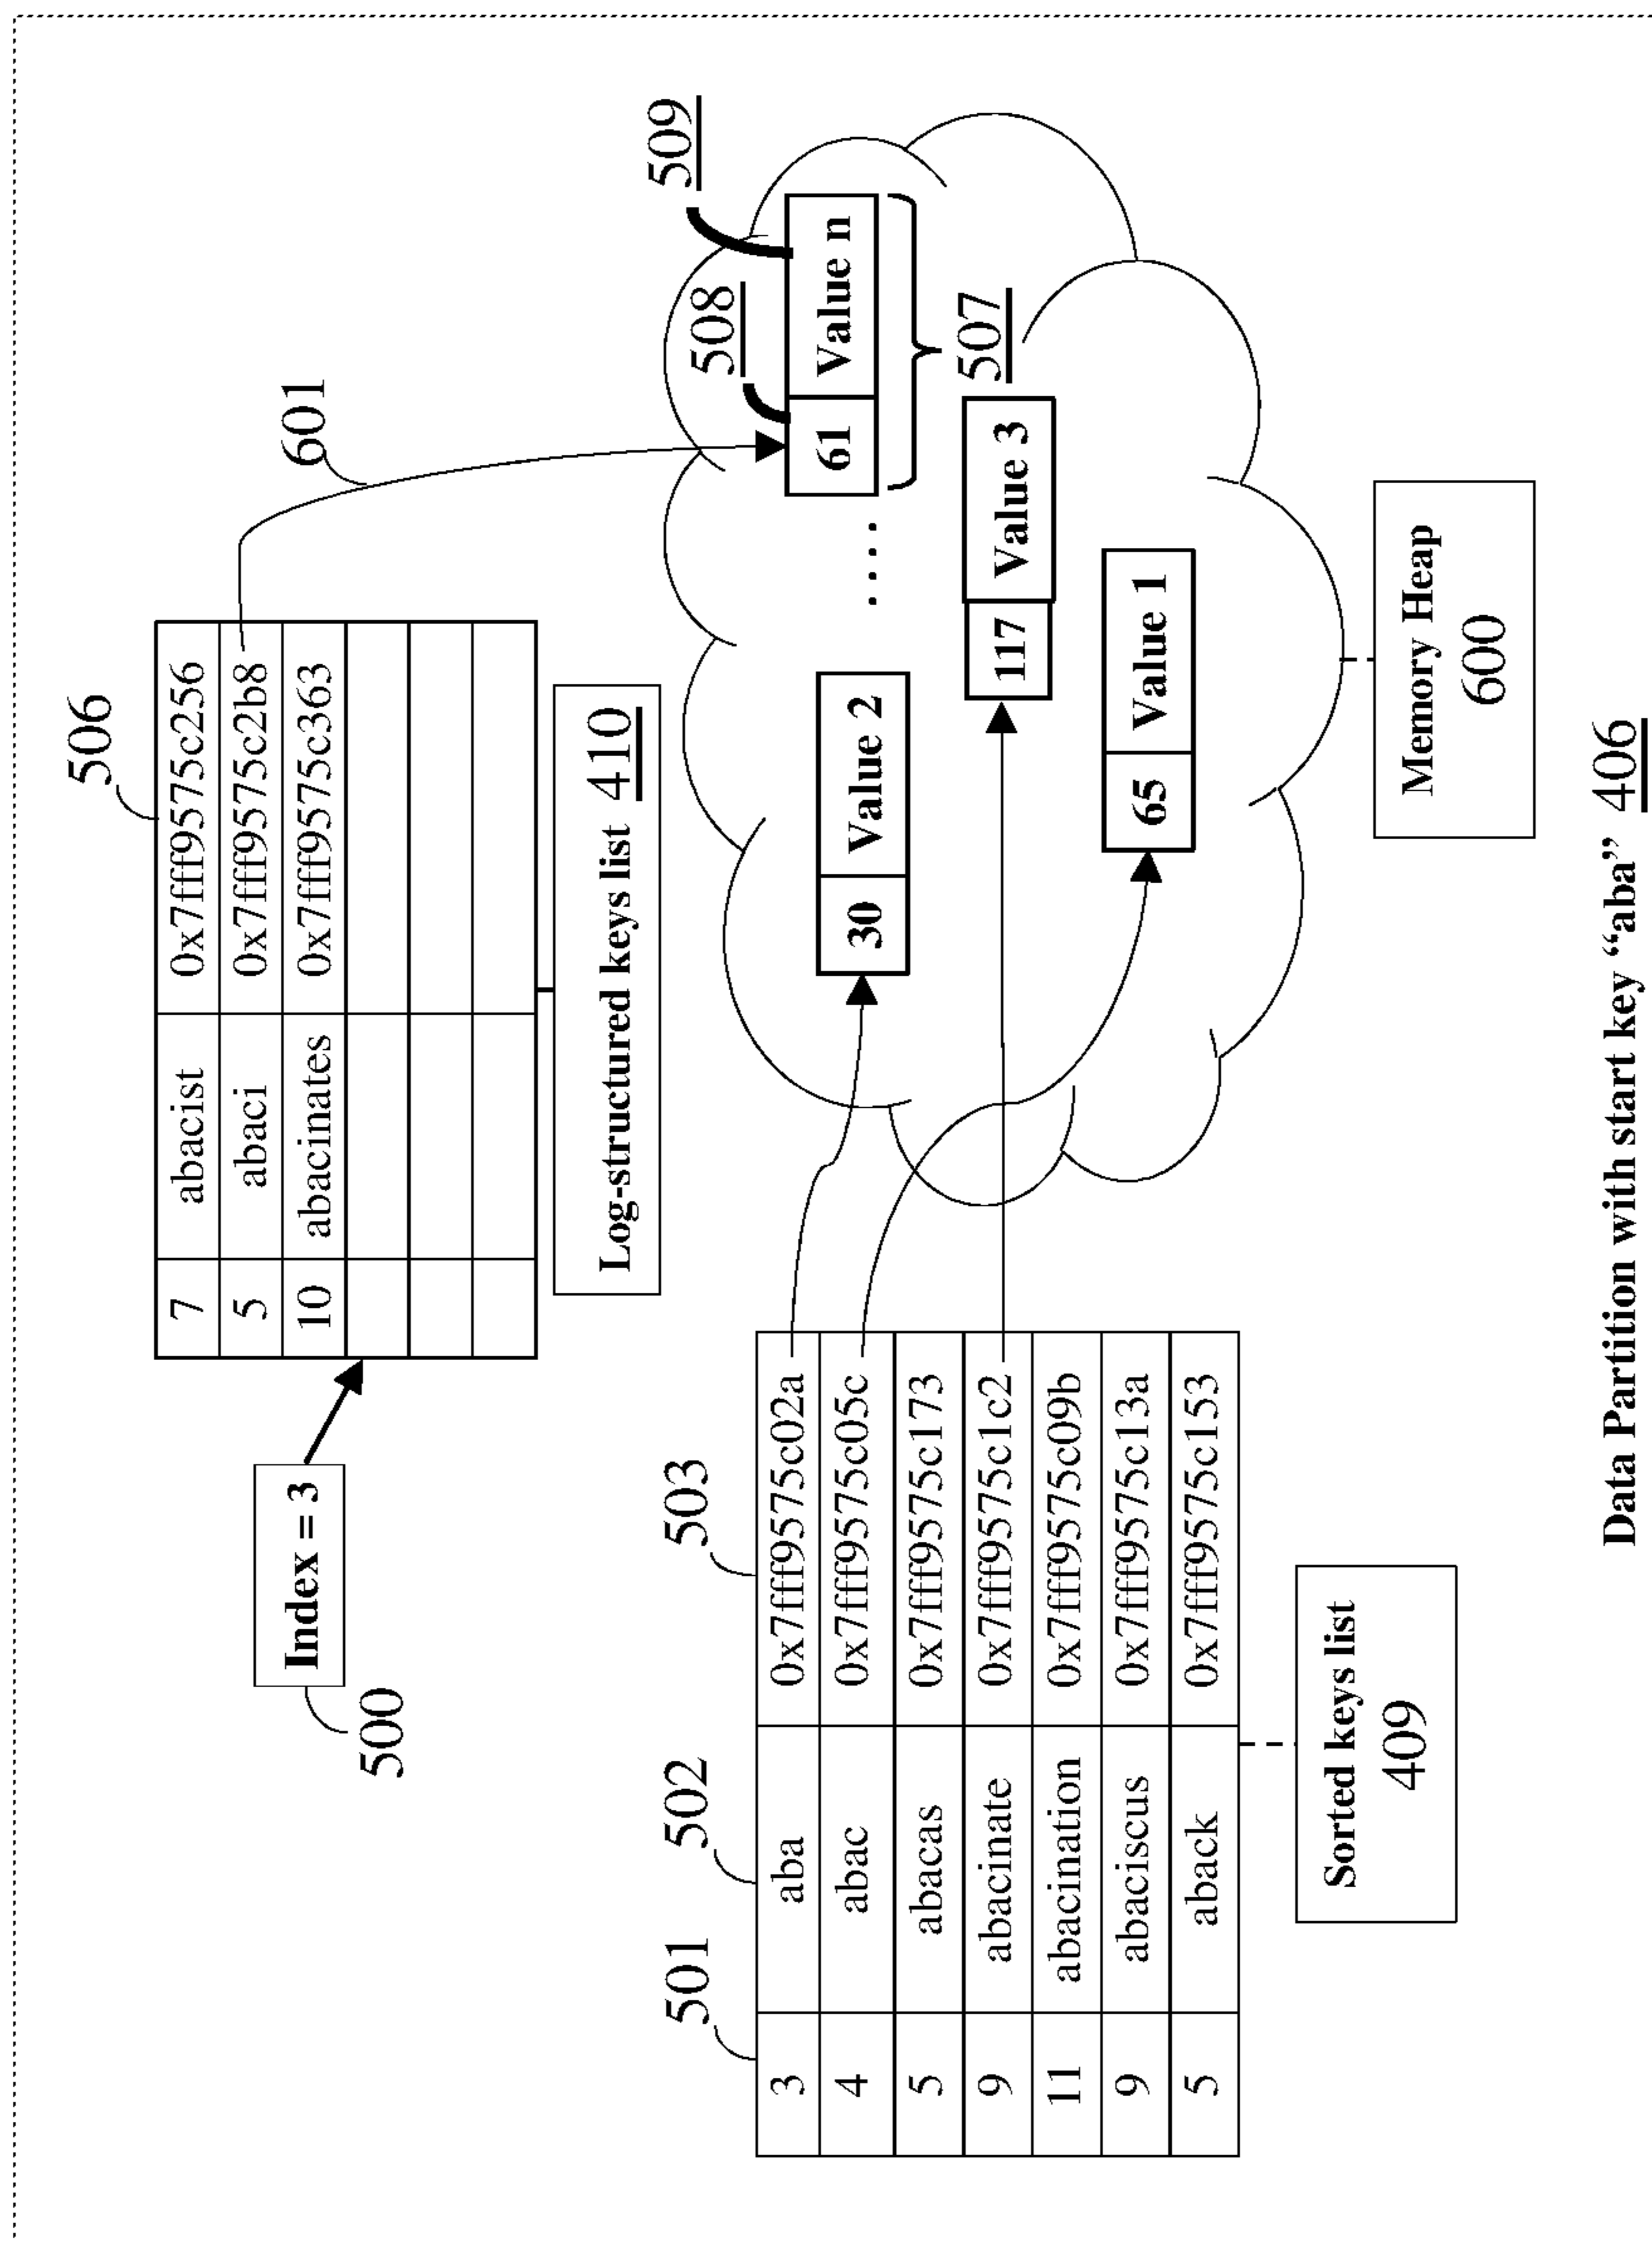 506
7 abacist 0x7fff9575c256
5 abaci 0x7fff9575c2b8
10 abacinates 0x7fff9575c363
Index = 3
500
601
Log-structured keys list 410
501 502 503
3 aba 0x7fff9575c02a
4 abac 0x7fff9575c05c
5 abacas 0x7fff9575c173
9 abacinate 0x7fff9575c1c2
11 abacination 0x7fff9575c09b
9 abaciscus 0x7fff9575c13a
5 aback 0x7fff9575c153
Sorted keys list
409
508 509
30 Value 2
.....
61 Value n
507
117 Value 3
65 Value 1
Memory Heap
600
Data Partition with start key “aba” 406